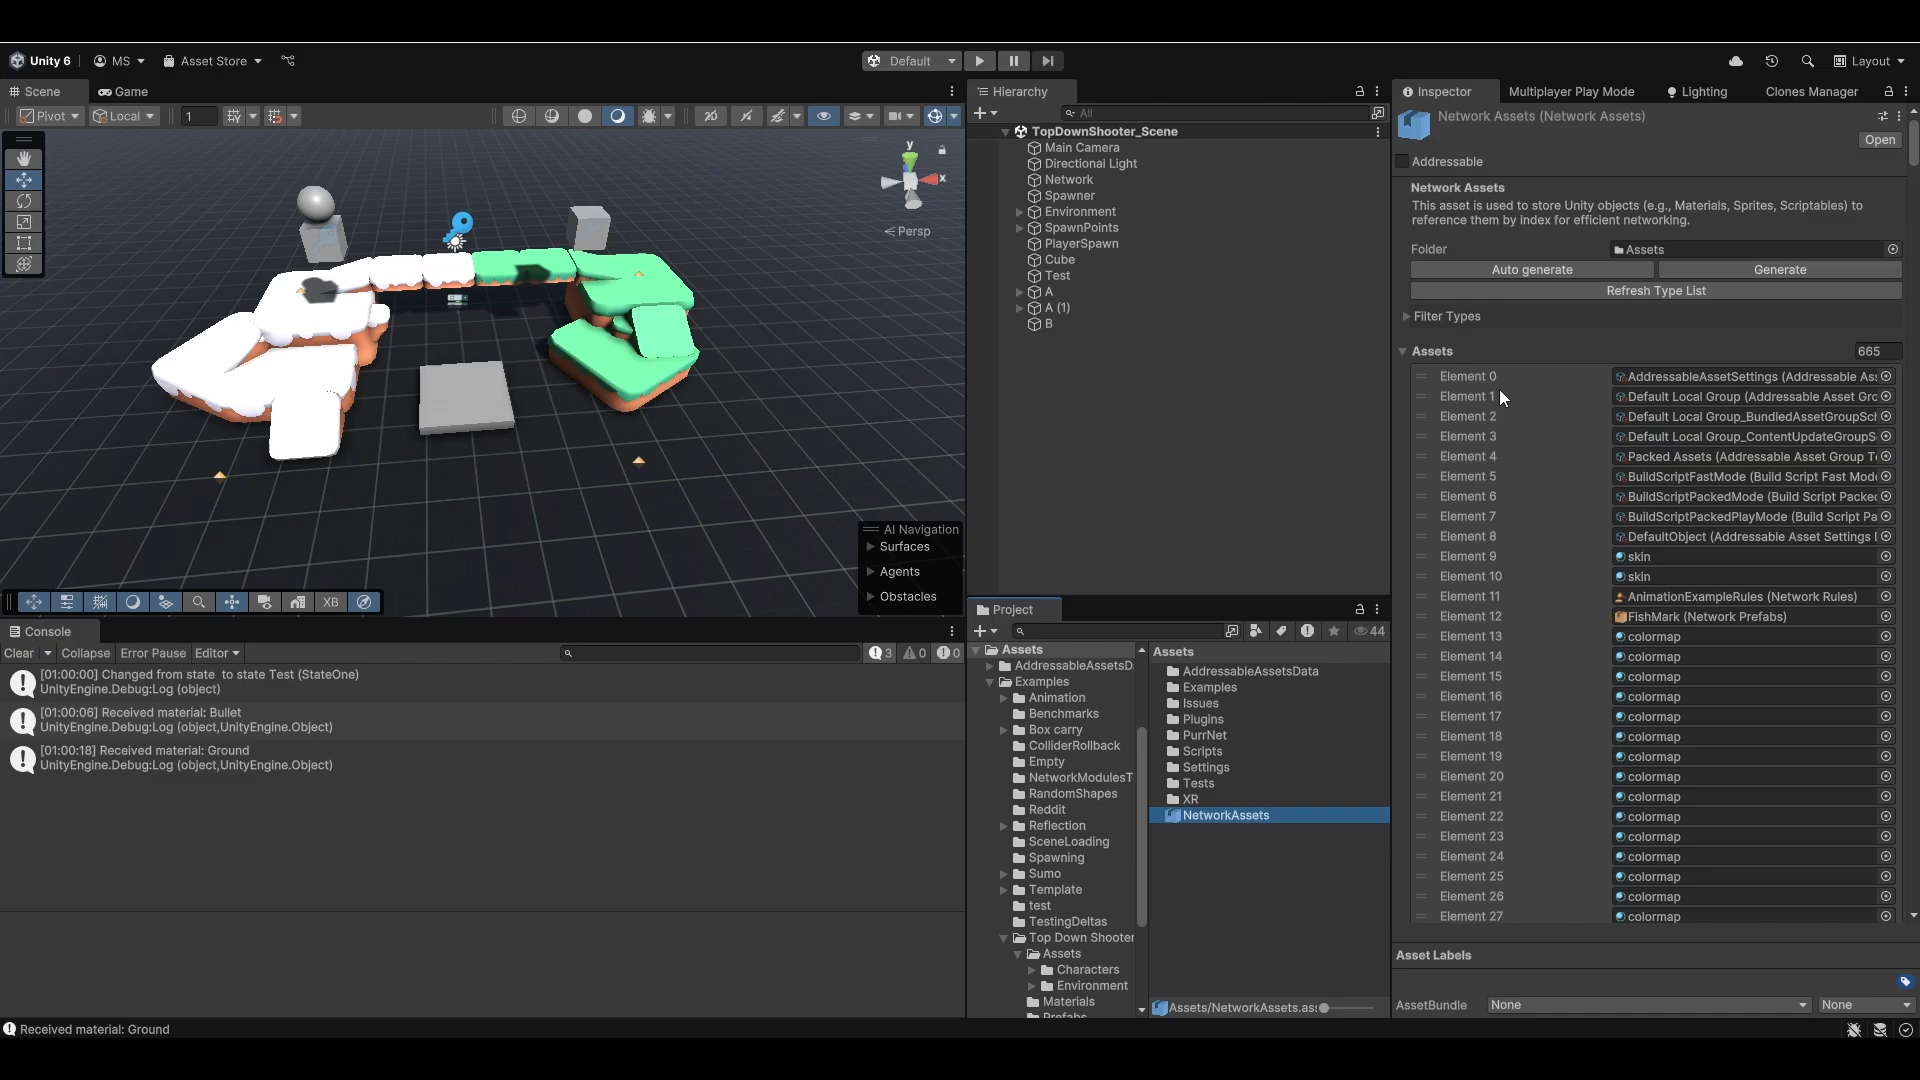 Unity 6
MS
Asset Store
Default
Layout
Scene
Game
Pivot
Local
1
2D
y
x
Persp
AI Navigation
Surfaces
Agents
Obstacles
XB
Hierarchy
All
TopDownShooter_Scene
Main Camera
Directional Light
Network
Spawner
Environment
SpawnPoints
PlayerSpawn
Cube
Test
A
A (1)
B
Console
Clear
Collapse
Error Pause
Editor
3
0
0
[01:00:00] Changed from state  to state Test (StateOne)
UnityEngine.Debug:Log (object)
[01:00:06] Received material: Bullet
UnityEngine.Debug:Log (object,UnityEngine.Object)
[01:00:18] Received material: Ground
UnityEngine.Debug:Log (object,UnityEngine.Object)
Received material: Ground
Project
44
Assets
AddressableAssetsD
Examples
Animation
Benchmarks
Box carry
ColliderRollback
Empty
NetworkModulesT
RandomShapes
Reddit
Reflection
SceneLoading
Spawning
Sumo
Template
test
TestingDeltas
Top Down Shooter
Assets
Characters
Environment
Materials
Prefabs
Assets
AddressableAssetsData
Examples
Issues
Plugins
PurrNet
Scripts
Settings
Tests
XR
NetworkAssets
Assets/NetworkAssets.as
Inspector
Multiplayer Play Mode
Lighting
Clones Manager
Network Assets (Network Assets)
Open
Addressable
Network Assets
This asset is used to store Unity objects (e.g., Materials, Sprites, Scriptables) to
reference them by index for efficient networking.
Folder
Assets
Auto generate
Generate
Refresh Type List
Filter Types
Assets
665
Element 0
AddressableAssetSettings (Addressable As
Element 1
Default Local Group (Addressable Asset Gro
Element 2
Default Local Group_BundledAssetGroupSc
Element 3
Default Local Group_ContentUpdateGroupS
Element 4
Packed Assets (Addressable Asset Group T
Element 5
BuildScriptFastMode (Build Script Fast Mod
Element 6
BuildScriptPackedMode (Build Script Packe
Element 7
BuildScriptPackedPlayMode (Build Script Pa
Element 8
DefaultObject (Addressable Asset Settings
Element 9
skin
Element 10
skin
Element 11
AnimationExampleRules (Network Rules)
Element 12
FishMark (Network Prefabs)
Element 13
colormap
Element 14
colormap
Element 15
colormap
Element 16
colormap
Element 17
colormap
Element 18
colormap
Element 19
colormap
Element 20
colormap
Element 21
colormap
Element 22
colormap
Element 23
colormap
Element 24
colormap
Element 25
colormap
Element 26
colormap
Element 27
colormap
Asset Labels
AssetBundle
None
None